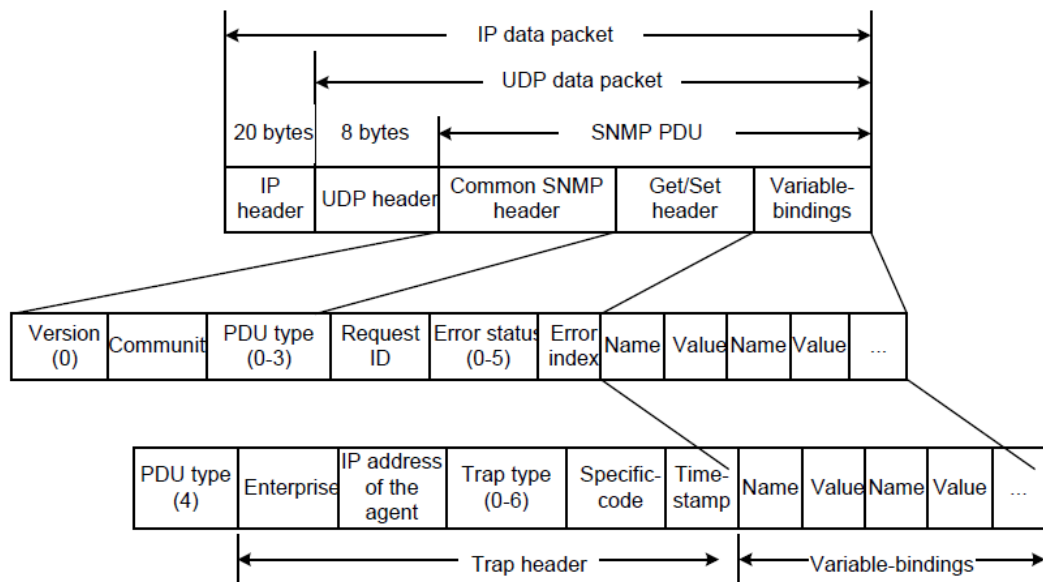 IP data packet
UDP data packet
20 bytes
8 bytes
SNMP PDU
IP
header
UDP header
Common SNMP
header
Get/Set
header
Variable-
bindings
Version
(0)
Communit
PDU type
(0-3)
Request
ID
Error status
(0-5)
Error
index
Name
Value
Name
Value
...
PDU type
(4)
Enterprise
IP address
of the
agent
Trap type
(0-6)
Specific-
code
Time-
stamp
Name
Value
Name
Value
...
Trap header
Variable-bindings